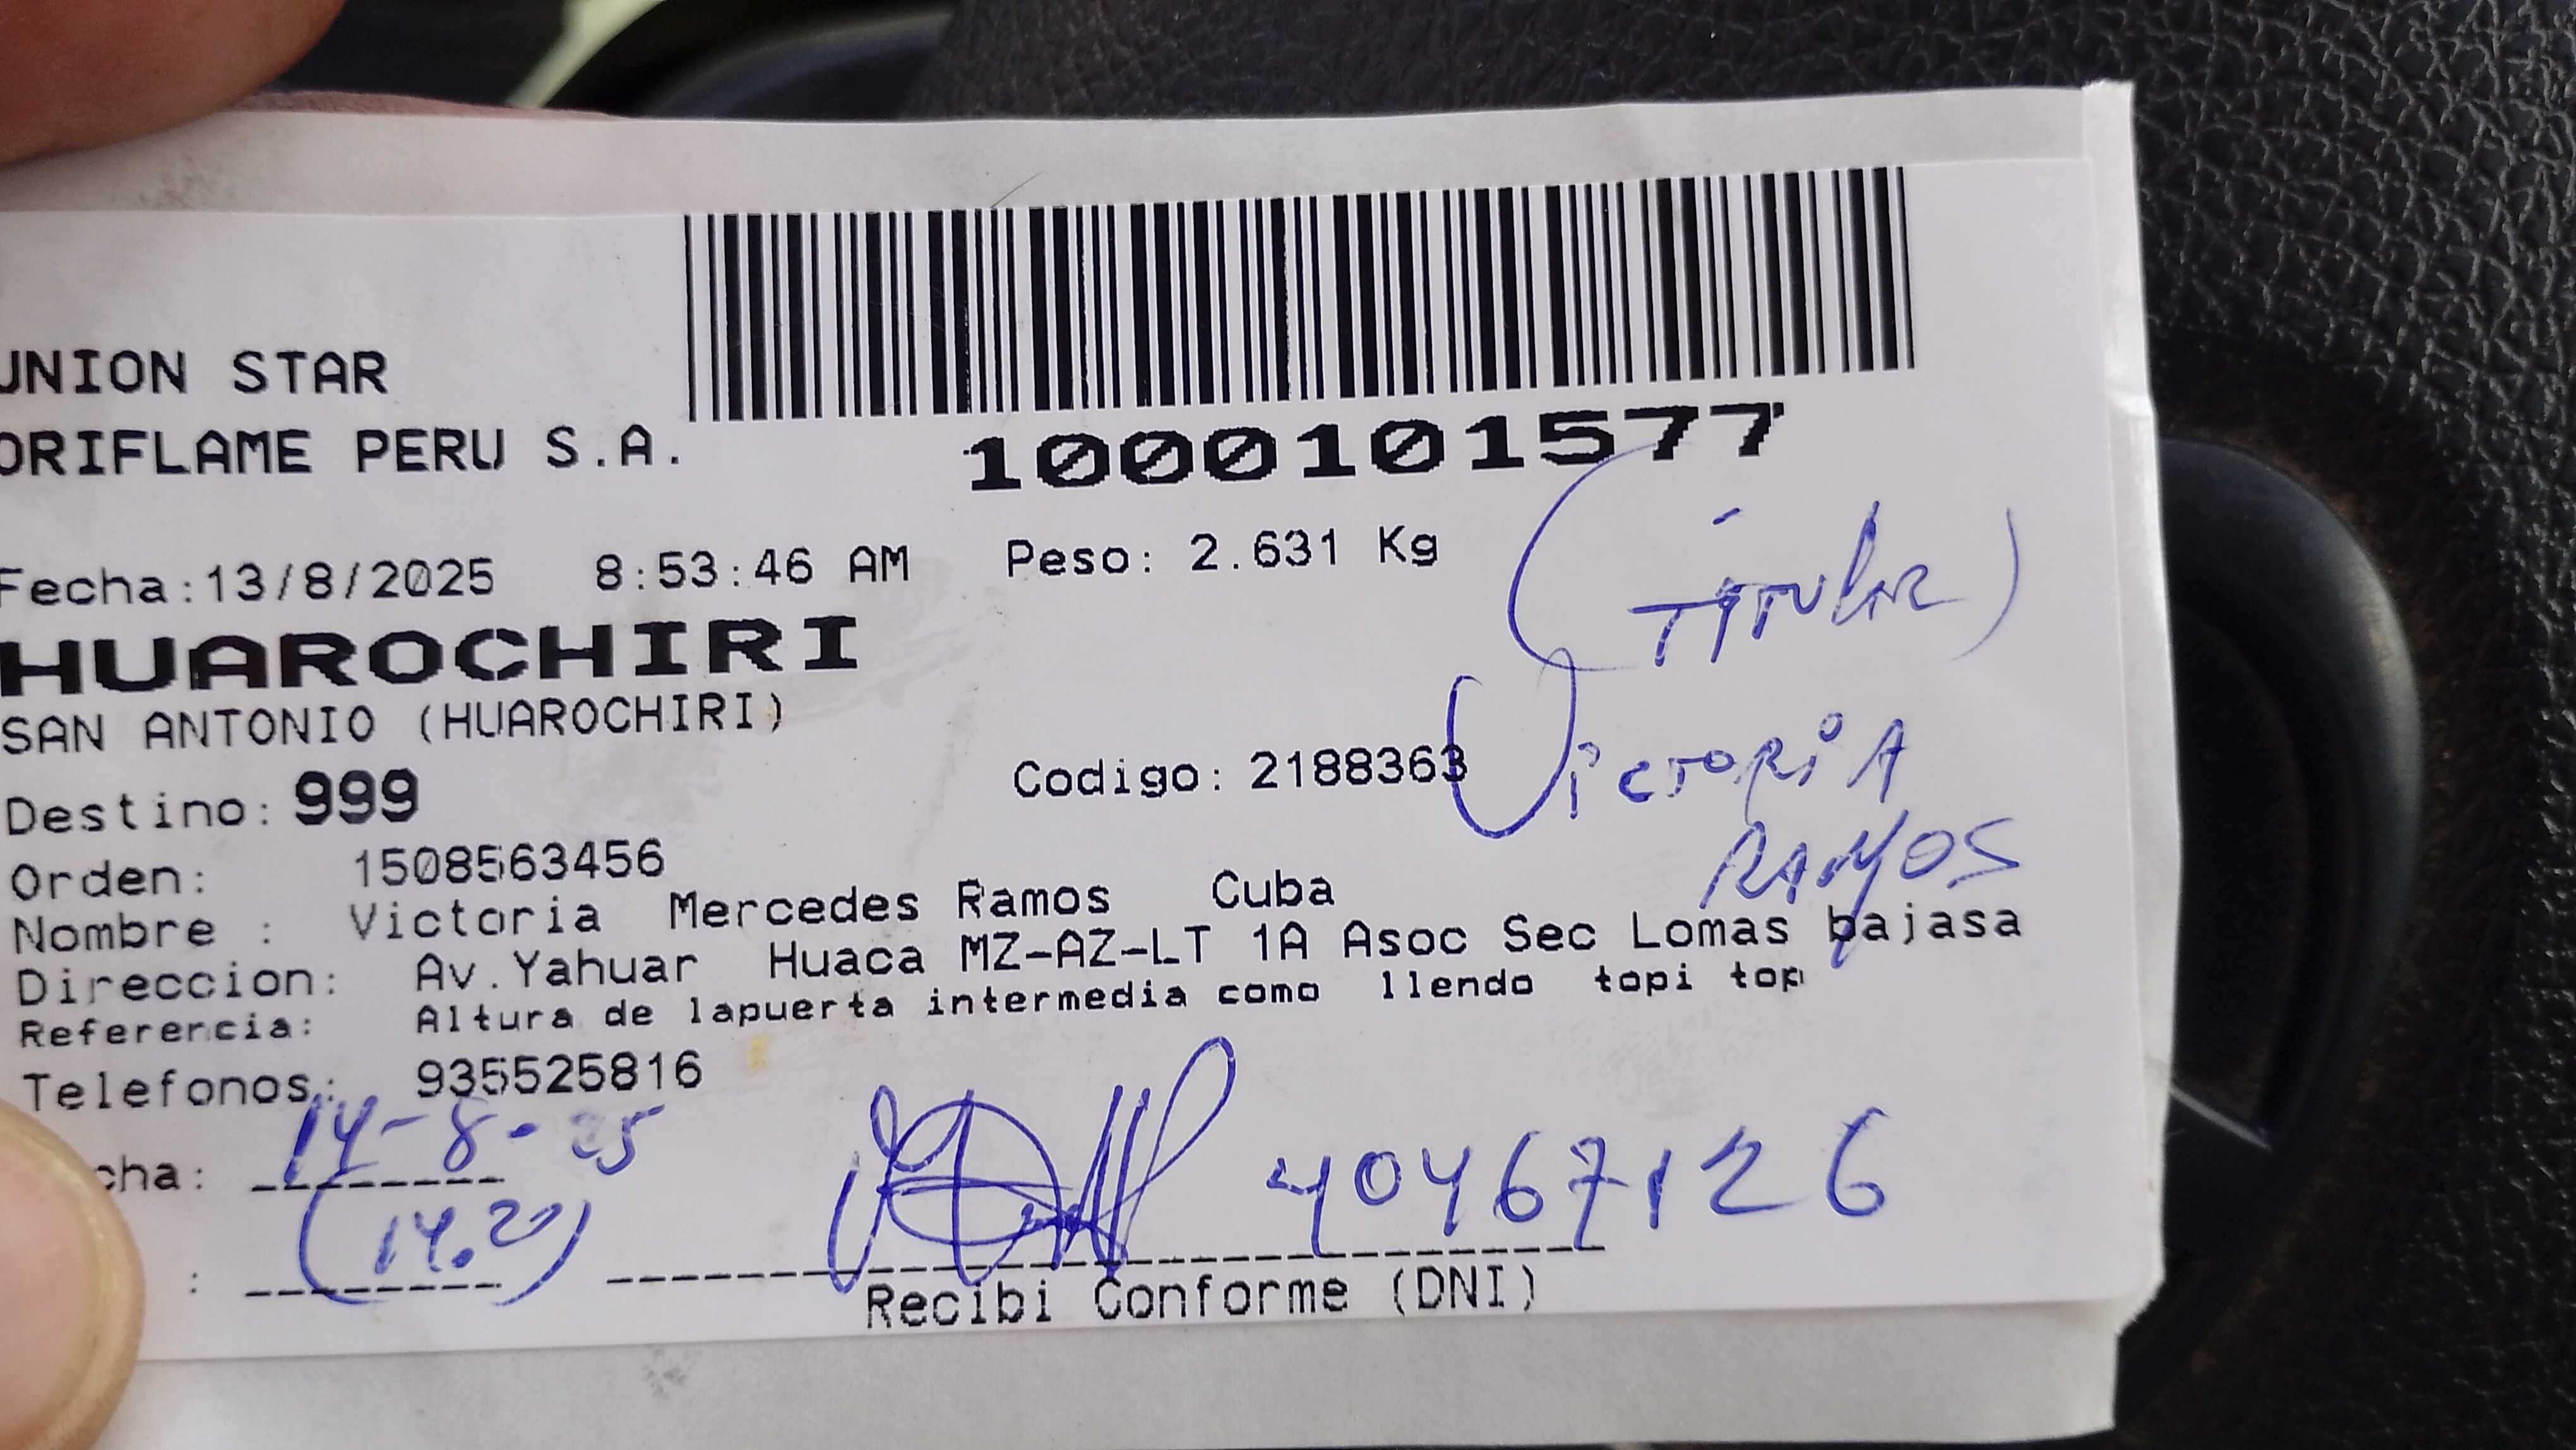 UNION STAR
ORIFLAME PERU S.A.
1000101577
Fecha:13/8/2025 8:53:46 AM Peso: 2.631 Kg
(Titular)
HUAROCHIRI
SAN ANTONIO (HUAROCHIRI)
Codigo: 2188363
Victoria
Ramos
Destino: 999
Orden: 1508563456
Nombre : Victoria Mercedes Ramos Cuba
Direccion: Av.Yahuar Huaca MZ-AZ-LT 1A Asoc Sec Lomas bajasa
Referencia: Altura de lapuerta intermedia como llendo topi top
Telefonos: 935525816
cha: 14-8-25
: (14.20)
40467126
Recibi Conforme (DNI)